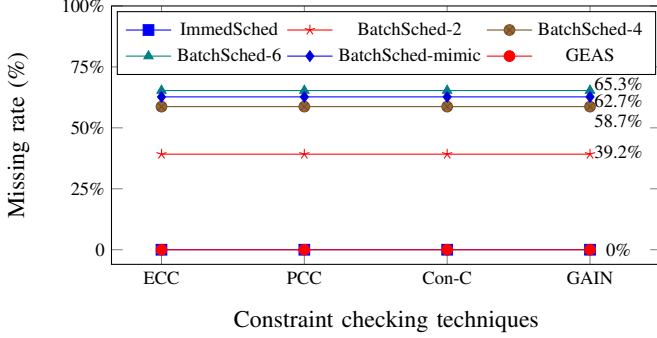 100%
75%
50%
25%
0
Missing rate (%)
ImmedSched BatchSched-2 BatchSched-4
BatchSched-6 BatchSched-mimic GEAS
65.3%
62.7%
58.7%
39.2%
0%
ECC PCC Con-C GAIN
Constraint checking techniques